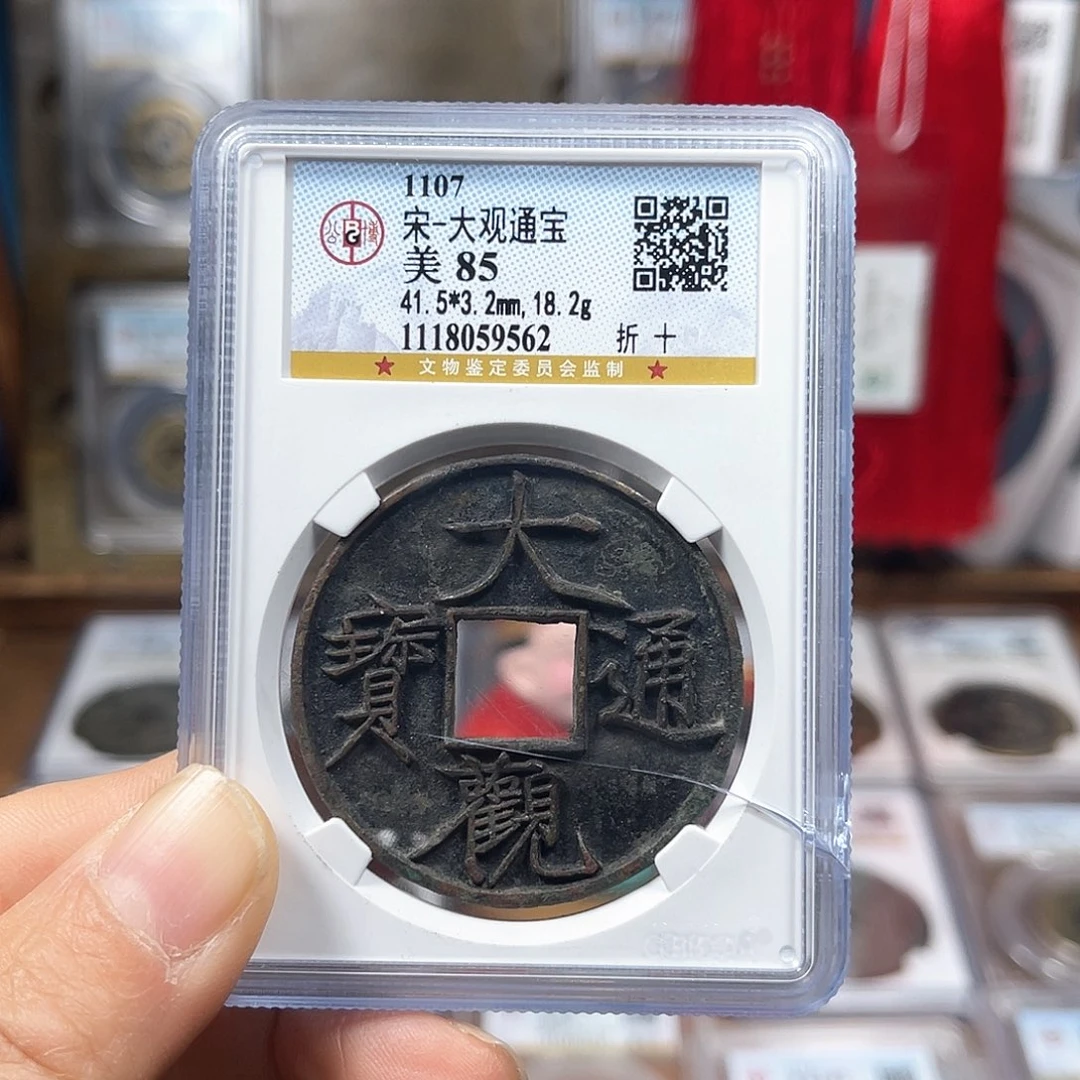 1107
宋-大观通宝
美 85
41.5*3.2mm,18.2g
1118059562 折十
★ 文物鉴定委员会监制 ★
大
寶 通
觀